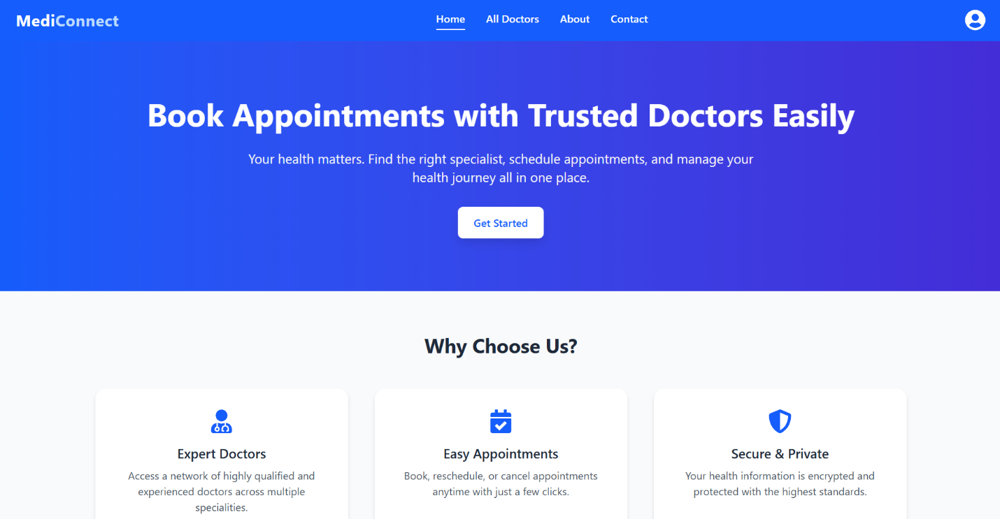 MediConnect
Home
All Doctors
About
Contact
Book Appointments with Trusted Doctors Easily
Your health matters. Find the right specialist, schedule appointments, and manage your
health journey all in one place.
Get Started
Why Choose Us?
Expert Doctors
Access a network of highly qualified and
experienced doctors across multiple
specialities.
Easy Appointments
Book, reschedule, or cancel appointments
anytime with just a few clicks.
Secure & Private
Your health information is encrypted and
protected with the highest standards.